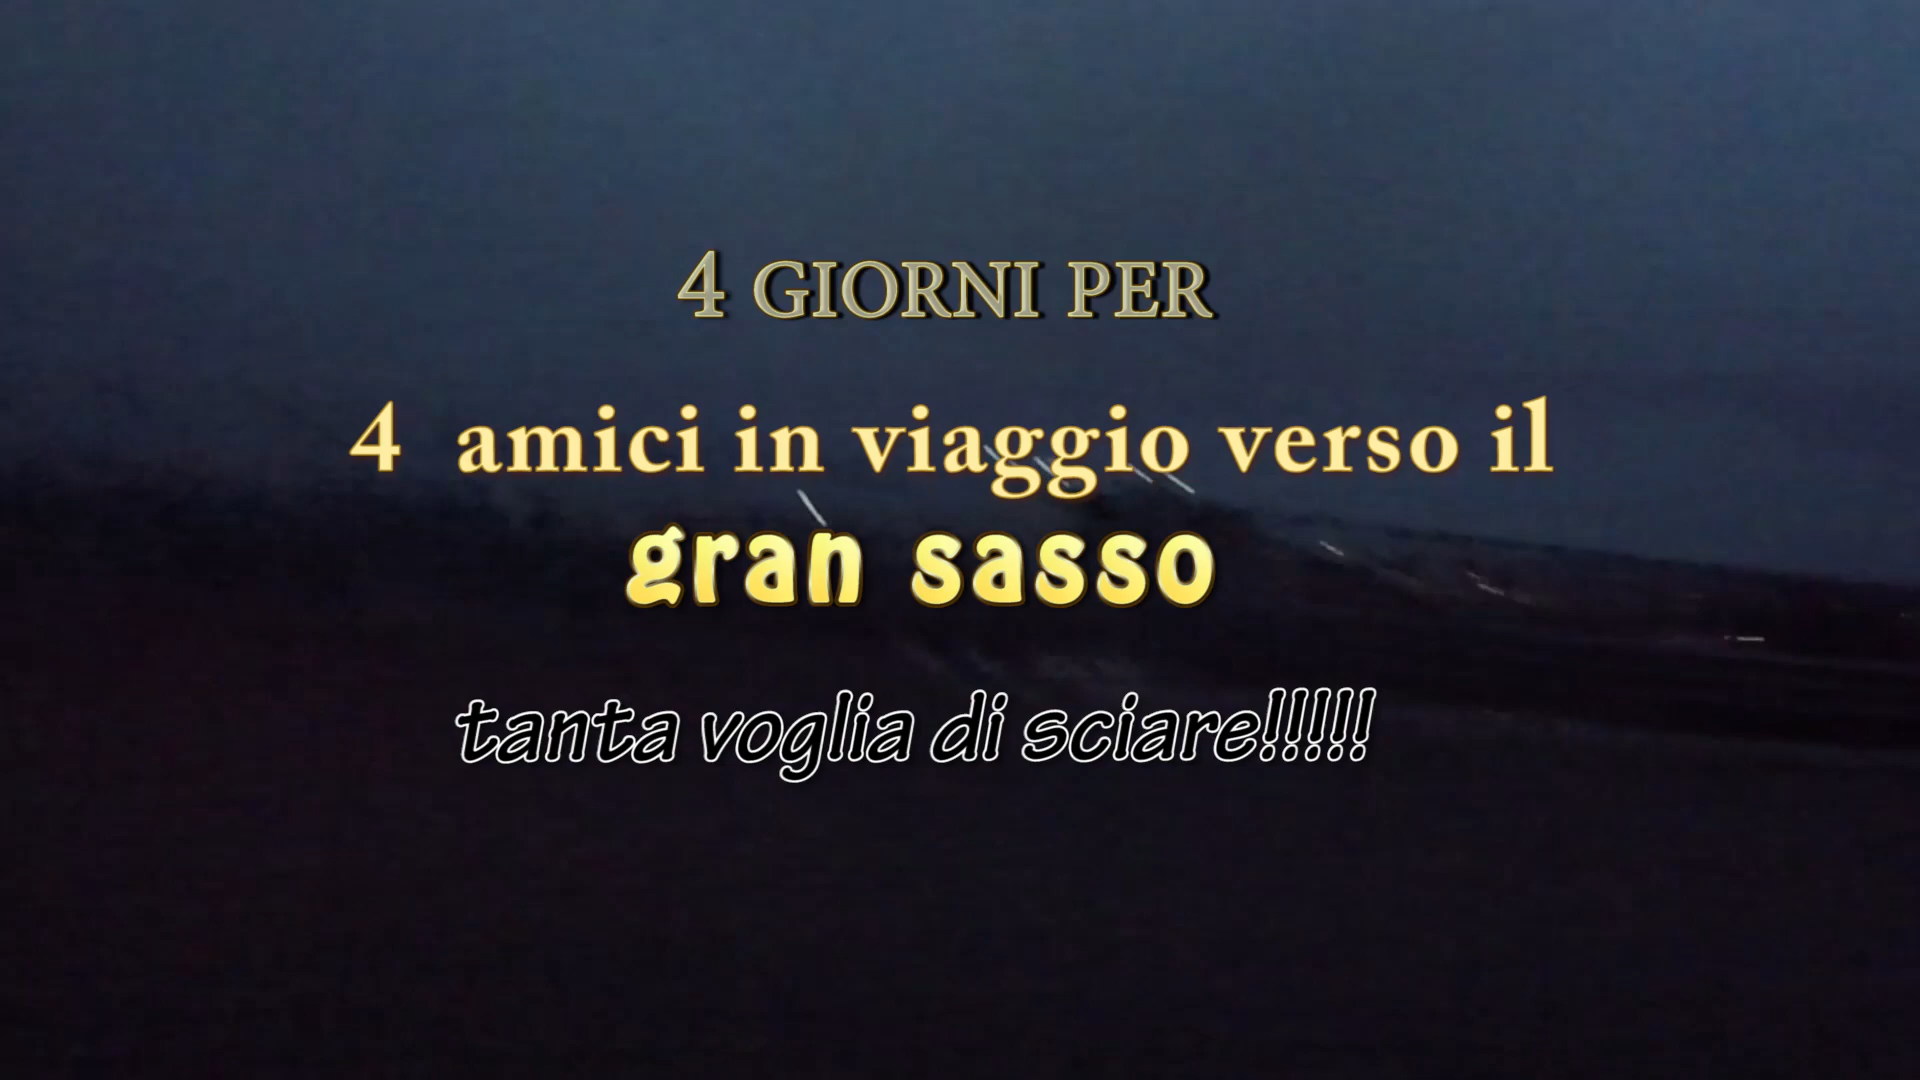 4 GIORNI PER
4 amici in viaggio verso il
gran sasso
tanta voglia di sciare!!!!!